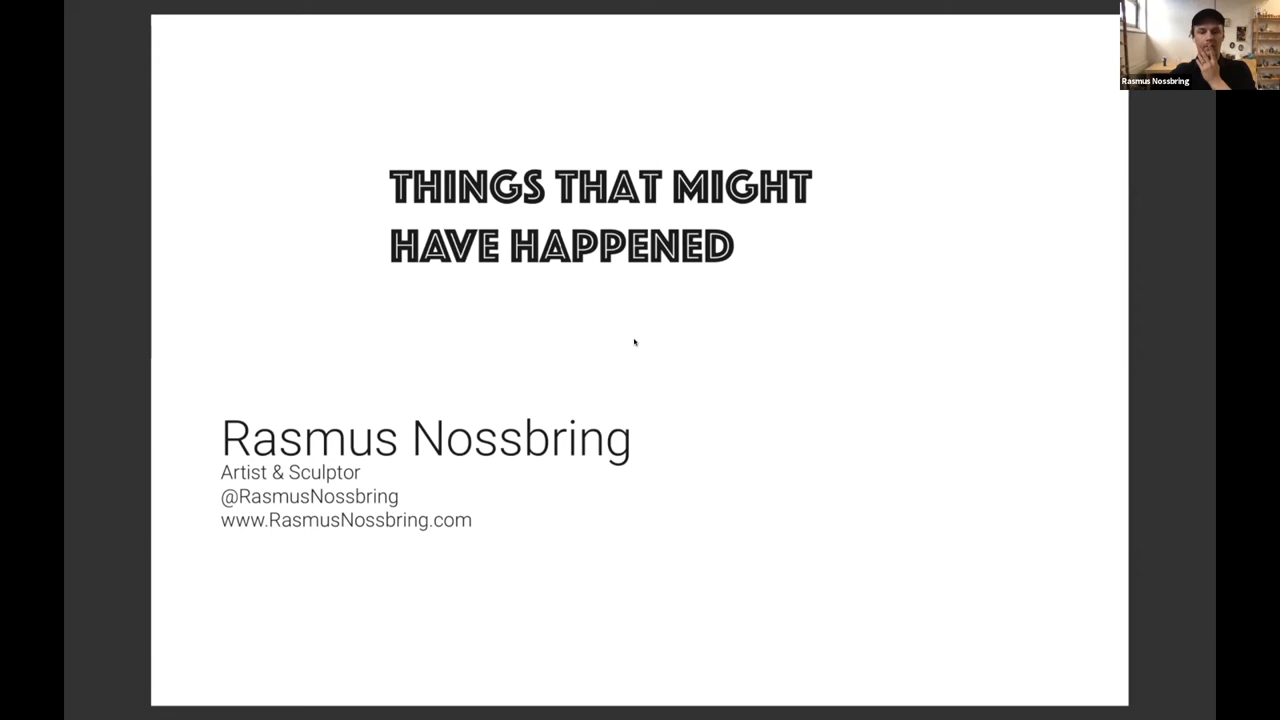 Rasmus Nossbring
THINGS THAT MIGHT
HAVE HAPPENED
Rasmus Nossbring
Artist & Sculptor
@RasmusNossbring
www.RasmusNossbring.com